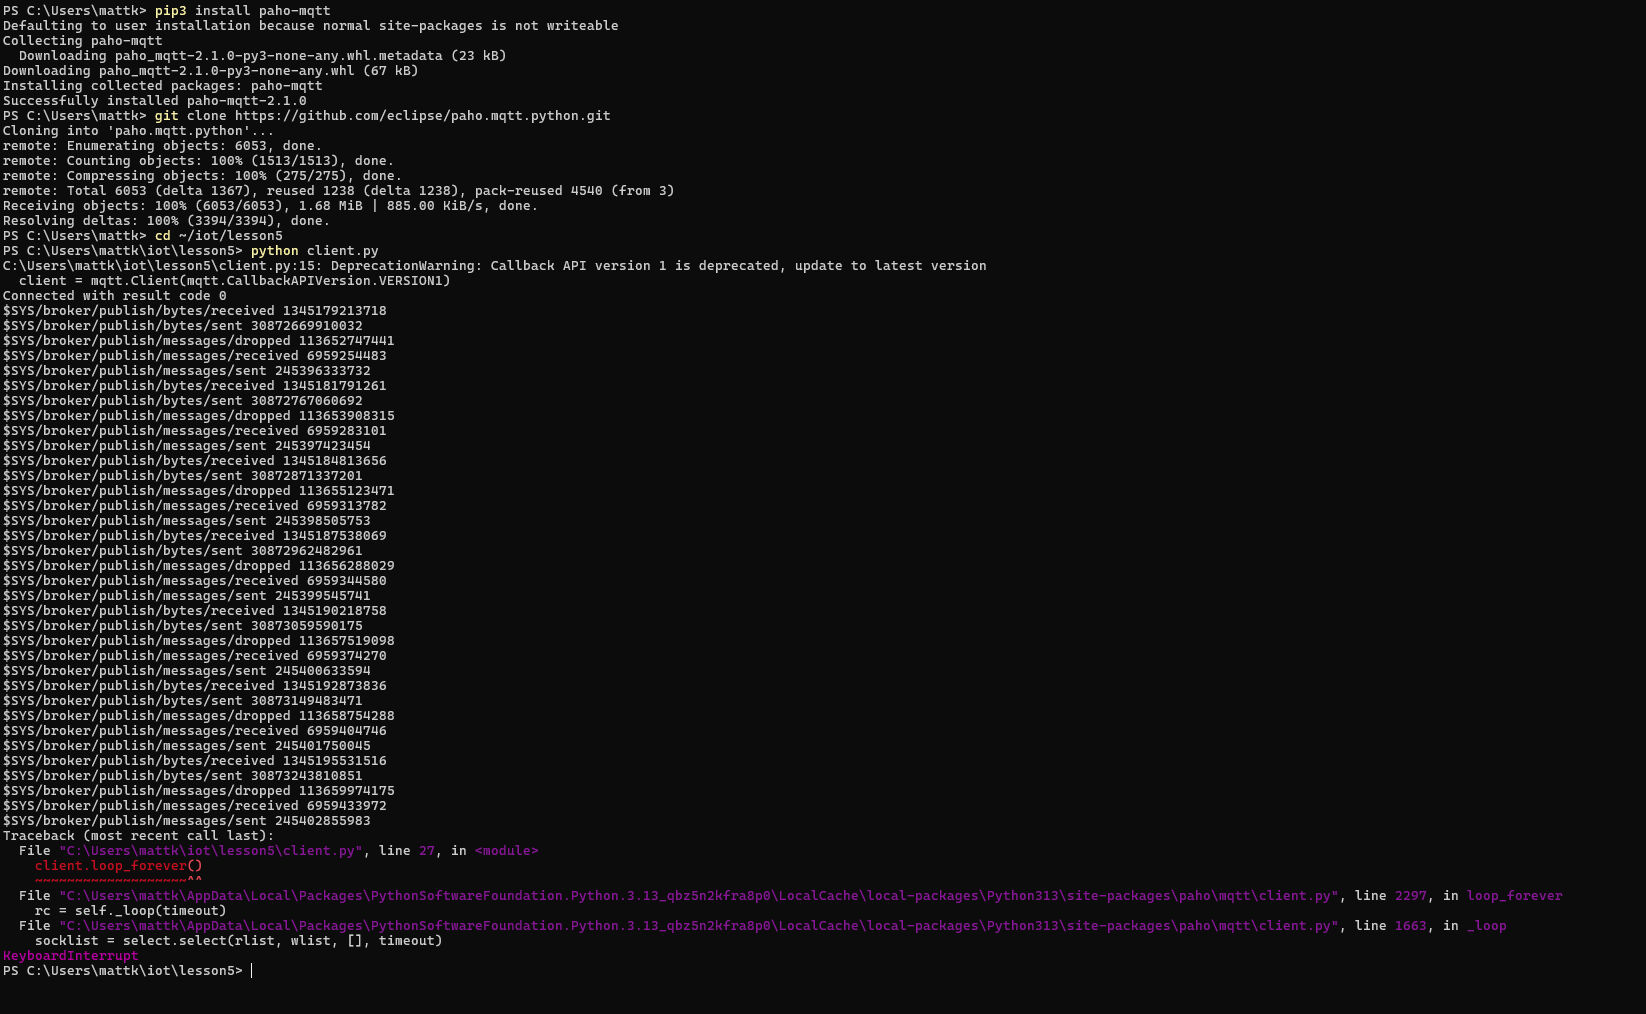 PS C:\Users\mattk> pip3 install paho-mqtt
Defaulting to user installation because normal site-packages is not writeable
Collecting paho-mqtt
  Downloading paho_mqtt-2.1.0-py3-none-any.whl.metadata (23 kB)
Downloading paho_mqtt-2.1.0-py3-none-any.whl (67 kB)
Installing collected packages: paho-mqtt
Successfully installed paho-mqtt-2.1.0
PS C:\Users\mattk> git clone https://github.com/eclipse/paho.mqtt.python.git
Cloning into 'paho.mqtt.python'...
remote: Enumerating objects: 6053, done.
remote: Counting objects: 100% (1513/1513), done.
remote: Compressing objects: 100% (275/275), done.
remote: Total 6053 (delta 1367), reused 1238 (delta 1238), pack-reused 4540 (from 3)
Receiving objects: 100% (6053/6053), 1.68 MiB | 885.00 KiB/s, done.
Resolving deltas: 100% (3394/3394), done.
PS C:\Users\mattk> cd ~/iot/lesson5
PS C:\Users\mattk\iot\lesson5> python client.py
C:\Users\mattk\iot\lesson5\client.py:15: DeprecationWarning: Callback API version 1 is deprecated, update to latest version
  client = mqtt.Client(mqtt.CallbackAPIVersion.VERSION1)
Connected with result code 0
$SYS/broker/publish/bytes/received 1345179213718
$SYS/broker/publish/bytes/sent 30872669910032
$SYS/broker/publish/messages/dropped 113652747441
$SYS/broker/publish/messages/received 6959254483
$SYS/broker/publish/messages/sent 245396333732
$SYS/broker/publish/bytes/received 1345181791261
$SYS/broker/publish/bytes/sent 30872767060692
$SYS/broker/publish/messages/dropped 113653908315
$SYS/broker/publish/messages/received 6959283101
$SYS/broker/publish/messages/sent 245397423454
$SYS/broker/publish/bytes/received 1345184813656
$SYS/broker/publish/bytes/sent 30872871337201
$SYS/broker/publish/messages/dropped 113655123471
$SYS/broker/publish/messages/received 6959313782
$SYS/broker/publish/messages/sent 245398505753
$SYS/broker/publish/bytes/received 1345187538069
$SYS/broker/publish/bytes/sent 30872962482961
$SYS/broker/publish/messages/dropped 113656288029
$SYS/broker/publish/messages/received 6959344580
$SYS/broker/publish/messages/sent 245399545741
$SYS/broker/publish/bytes/received 1345190218758
$SYS/broker/publish/bytes/sent 30873059590175
$SYS/broker/publish/messages/dropped 113657519098
$SYS/broker/publish/messages/received 6959374270
$SYS/broker/publish/messages/sent 245400633594
$SYS/broker/publish/bytes/received 1345192873836
$SYS/broker/publish/bytes/sent 30873149483471
$SYS/broker/publish/messages/dropped 113658754288
$SYS/broker/publish/messages/received 6959404746
$SYS/broker/publish/messages/sent 245401750045
$SYS/broker/publish/bytes/received 1345195531516
$SYS/broker/publish/bytes/sent 30873243810851
$SYS/broker/publish/messages/dropped 113659974175
$SYS/broker/publish/messages/received 6959433972
$SYS/broker/publish/messages/sent 245402855983
Traceback (most recent call last):
  File "C:\Users\mattk\iot\lesson5\client.py", line 27, in <module>
    client.loop_forever()
    ~~~~~~~~~~~~~~~~~~~^^
  File "C:\Users\mattk\AppData\Local\Packages\PythonSoftwareFoundation.Python.3.13_qbz5n2kfra8p0\LocalCache\local-packages\Python313\site-packages\paho\mqtt\client.py", line 2297, in loop_forever
    rc = self._loop(timeout)
  File "C:\Users\mattk\AppData\Local\Packages\PythonSoftwareFoundation.Python.3.13_qbz5n2kfra8p0\LocalCache\local-packages\Python313\site-packages\paho\mqtt\client.py", line 1663, in _loop
    socklist = select.select(rlist, wlist, [], timeout)
KeyboardInterrupt
PS C:\Users\mattk\iot\lesson5>